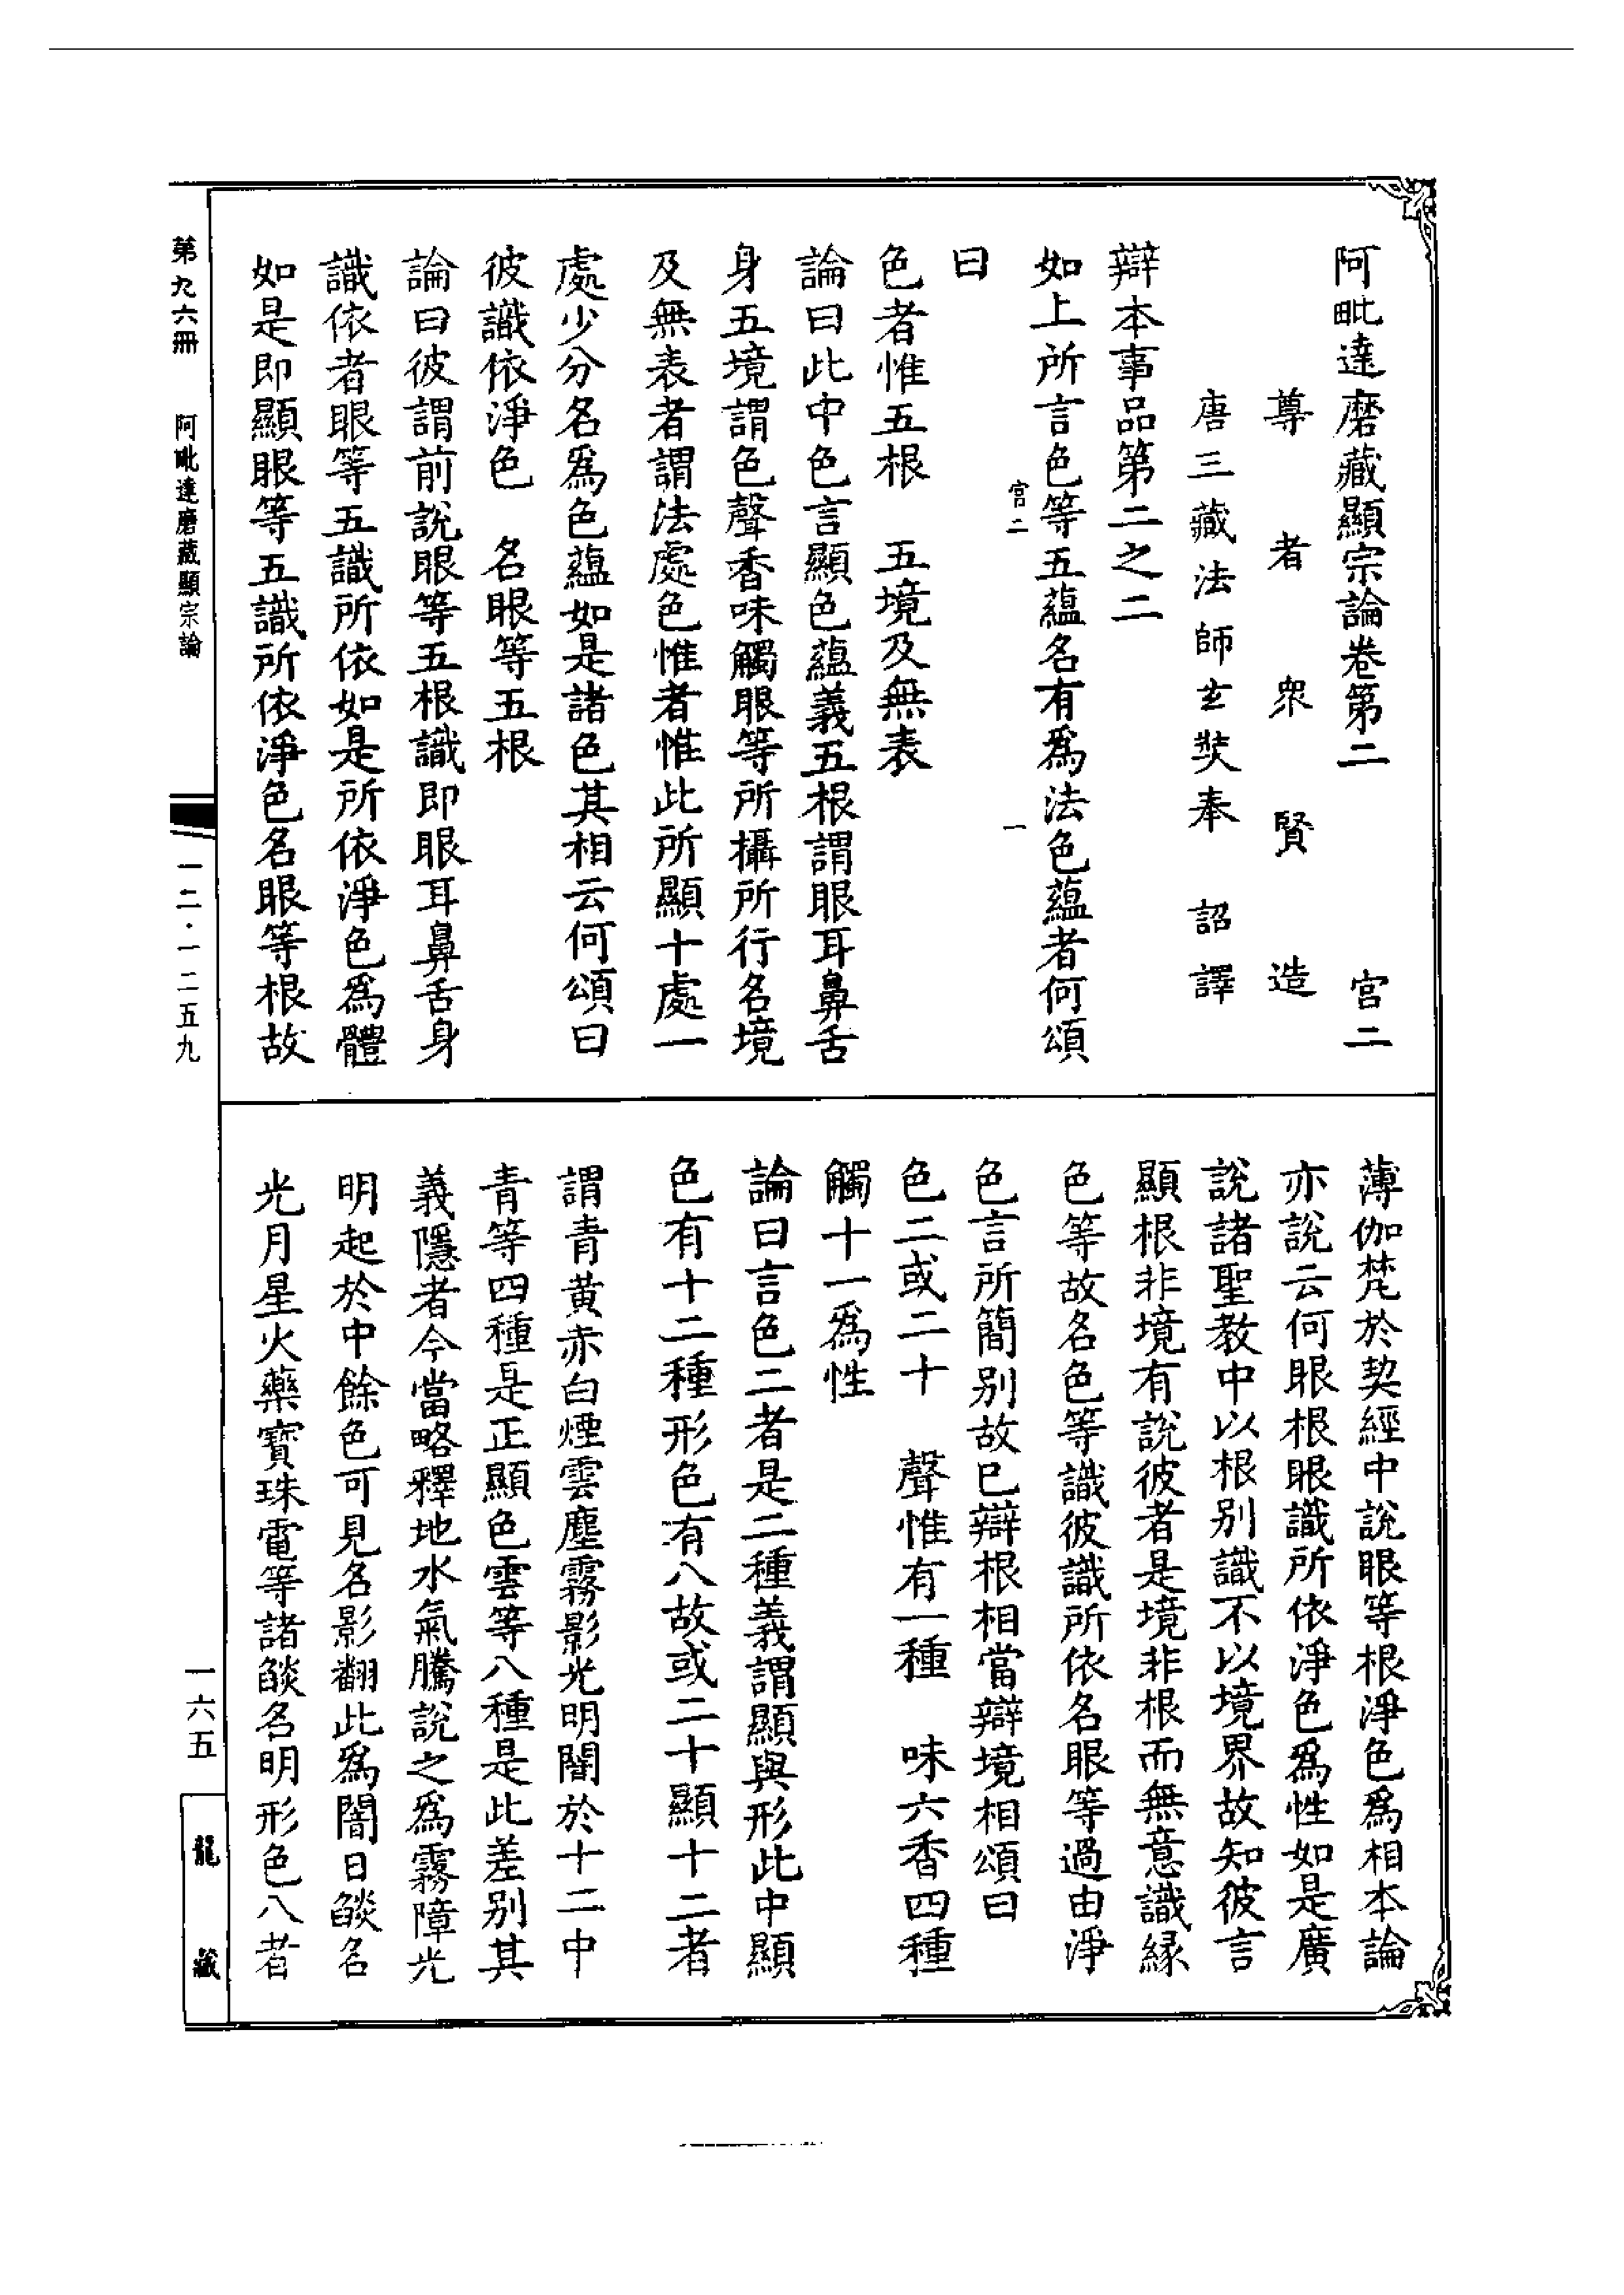 阿毗達磨藏顯宗論卷第二　宮二
尊者衆賢造
唐三藏法師玄奘奉　詔譯
辯本事品第二之二
如上所言色等五蘊名有爲法色蘊者何頌
宮二　一
曰
色者惟五根　五境及無表
論曰此中色言顯色蘊義五根謂眼耳鼻舌
身五境謂色聲香味觸眼等所攝所行名境
及無表者謂法處色惟者惟此所顯十處一
處少分名爲色蘊如是諸色其相云何頌曰
彼識依淨色　名眼等五根
論曰彼謂前說眼等五根識即眼耳鼻舌身
識依者眼等五識所依如是所依淨色爲體
如是即顯眼等五識所依淨色名眼等根故
薄伽梵於契經中說眼等根淨色爲相本論
亦說云何眼根眼識所依淨色爲性如是廣
說諸聖教中以根別識不以境界故知彼言
顯根非境有說彼者是境非根而無意識緣
色等故名色等識彼識所依名眼等過由淨
色言所簡別故已辯根相當辯境相頌曰
色二或二十　聲惟有一種　味六香四種
觸十一爲性
論曰言色二者是二種義謂顯與形此中顯
色有十二種形色有八故或二十顯十二者
謂青黃赤白煙雲塵霧影光明闇於十二中
青等四種是正顯色雲等八種是此差別其
義隱者今當略釋地水氣騰說之爲霧障光
明起於中餘色可見名影翻此爲闇日燄名
光月星火藥寶珠電等諸燄名明形色八者
第九六冊　阿毗達磨藏顯宗論
一二·一二五九
一六五
龍藏